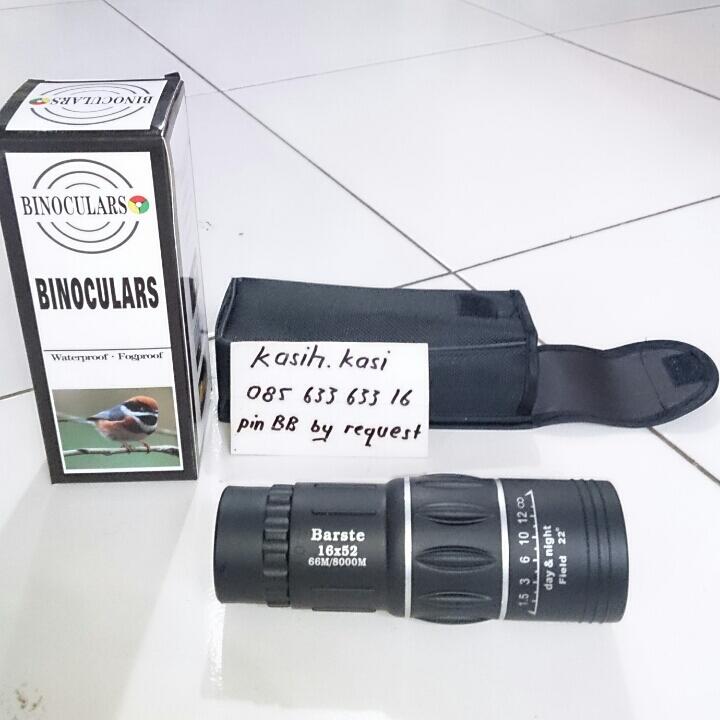 BINOCULARS
BINOCULARS
BINOCULARS
Waterproof · Fogproof
Kasih.kasi
085 633 633 16
pin BB by request
Barste
16x52
66M/8000M
1.5 3 6 10 12 ∞
day & night
Field 22°